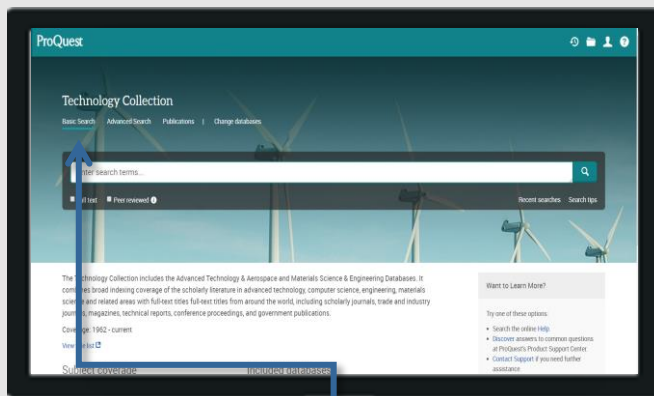 ProQuest
Technology Collection
Basic Search Advanced Search Publications | Change databases
Enter search terms...
Full text Peer reviewed
Recent searches Search tips
The Technology Collection includes the Advanced Technology & Aerospace and Materials Science & Engineering Databases. It
combines broad indexing coverage of the scholarly literature in advanced technology, computer science, engineering, materials
science and related areas with full-text titles full-text titles from around the world, including scholarly journals, trade and industry
journals, magazines, technical reports, conference proceedings, and government publications.
Coverage: 1962 - current
View title list
Subject coverage Included databases
Want to Learn More?
Try one of these options:
Search the online Help
Discover answers to common questions
at ProQuest's Product Support Center
Contact Support if you need further
assistance